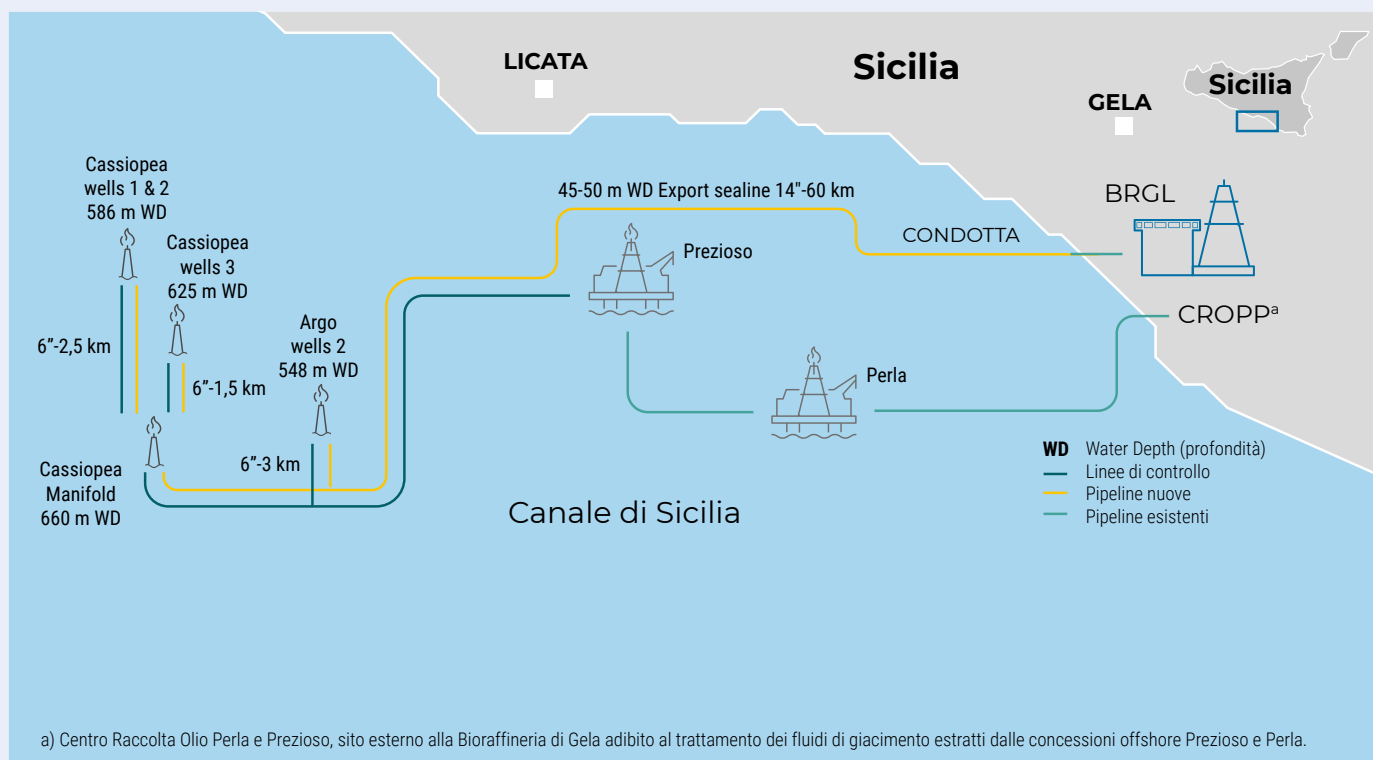 LICATA
Sicilia
Sicilia
GELA
Cassiopea
wells 1 & 2
586 m WD
Cassiopea
wells 3
625 m WD
45-50 m WD Export sealine 14"-60 km
BRGL
CONDOTTA
Prezioso
CROPPa
Argo
wells 2
548 m WD
6”-2,5 km
6”-1,5 km
Perla
6”-3 km
Cassiopea
Manifold
660 m WD
Canale di Sicilia
WD Water Depth (profondità)
Linee di controllo
Pipeline nuove
Pipeline esistenti
a) Centro Raccolta Olio Perla e Prezioso, sito esterno alla Bioraffineria di Gela adibito al trattamento dei fluidi di giacimento estratti dalle concessioni offshore Prezioso e Perla.